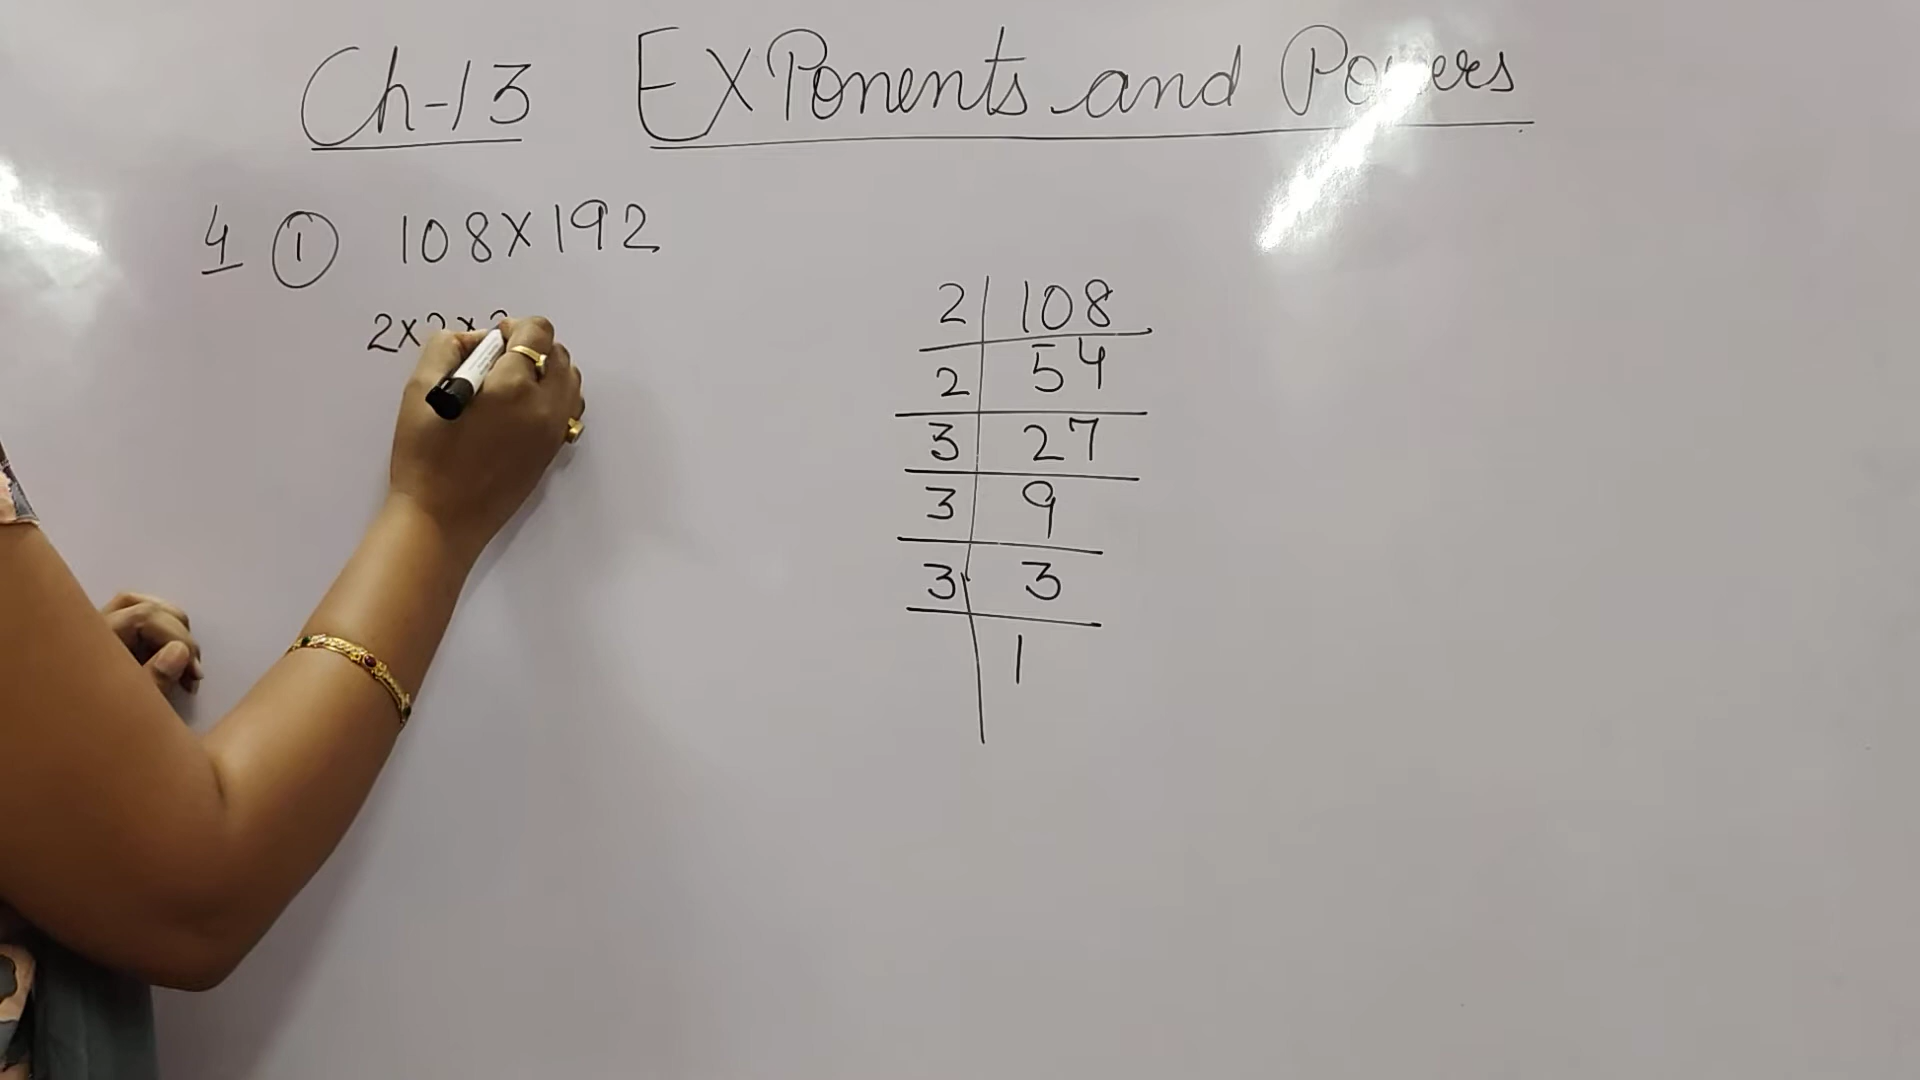 Ch-13 Exponents and Powers
4 ① 108×192
2×2×3
2 | 108
2 | 54
3 | 27
3 | 9
3 | 3
| 1